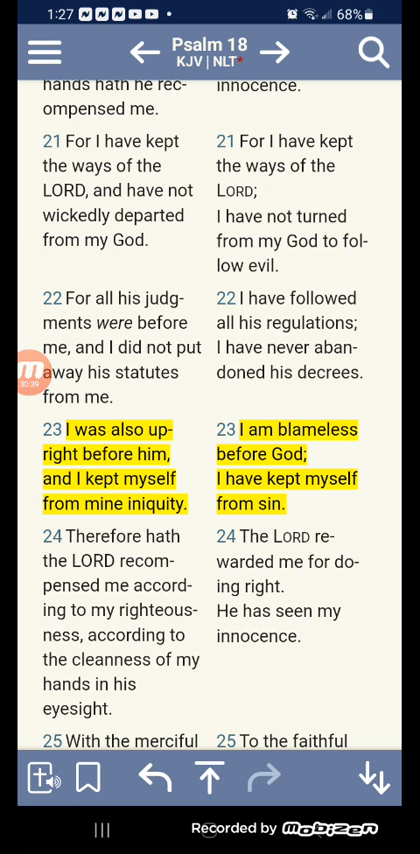 1:27 68%
Psalm 18
KJV | NLT*
hands hath he rec-
ompensed me.
21 For I have kept
the ways of the
LORD, and have not
wickedly departed
from my God.
22 For all his judg-
ments were before
me, and I did not put
away his statutes
from me.
23 I was also up-
right before him,
and I kept myself
from mine iniquity.
24 Therefore hath
the LORD recom-
pensed me accord-
ing to my righteous-
ness, according to
the cleanness of my
hands in his
eyesight.
25 With the merciful
innocence.
21 For I have kept
the ways of the
LORD;
I have not turned
from my God to fol-
low evil.
22 I have followed
all his regulations;
I have never aban-
doned his decrees.
23 I am blameless
before God;
I have kept myself
from sin.
24 The LORD re-
warded me for do-
ing right.
He has seen my
innocence.
25 To the faithful
30:39
Recorded by Mobizen